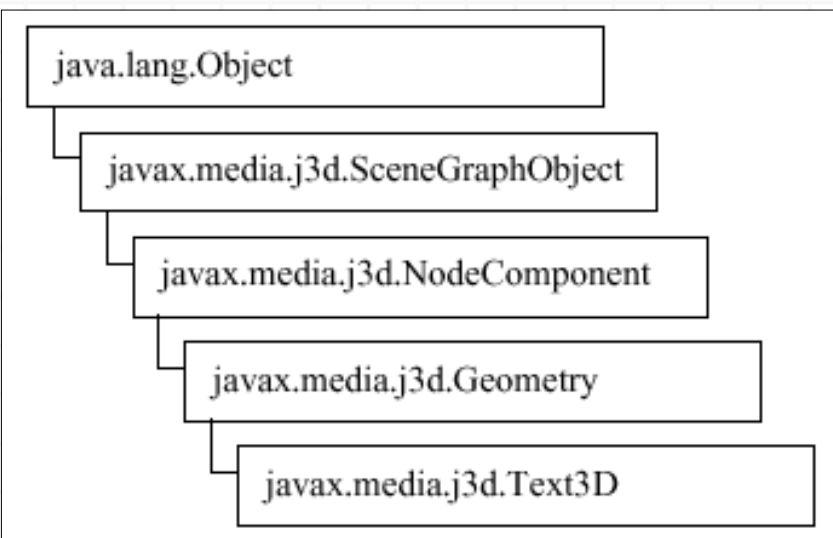 java.lang.Object
javax.media.j3d.SceneGraphObject
javax.media.j3d.NodeComponent
javax.media.j3d.Geometry
javax.media.j3d.Text3D